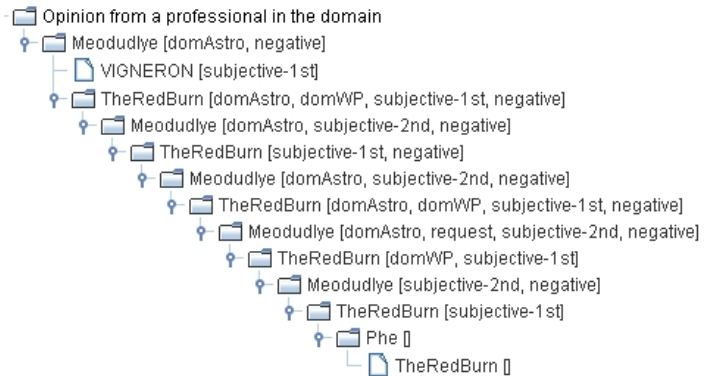 Opinion from a professional in the domain
Meodudlye [domAstro, negative]
VIGNERON [subjective-1st]
TheRedBurn [domAstro, domWP, subjective-1st, negative]
Meodudlye [domAstro, subjective-2nd, negative]
TheRedBurn [subjective-1st, negative]
Meodudlye [domAstro, subjective-2nd, negative]
TheRedBurn [domAstro, domWP, subjective-1st, negative]
Meodudlye [domAstro, request, subjective-2nd, negative]
TheRedBurn [domWP, subjective-1st]
Meodudlye [subjective-2nd, negative]
TheRedBurn [subjective-1st]
Phe []
TheRedBurn []